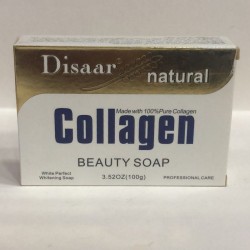 Disaar
natural
Made with 100%Pure Collagen
Collagen
BEAUTY SOAP
White Perfect
Whitening Soap
3.52OZ(100g)
PROFESSIONAL CARE